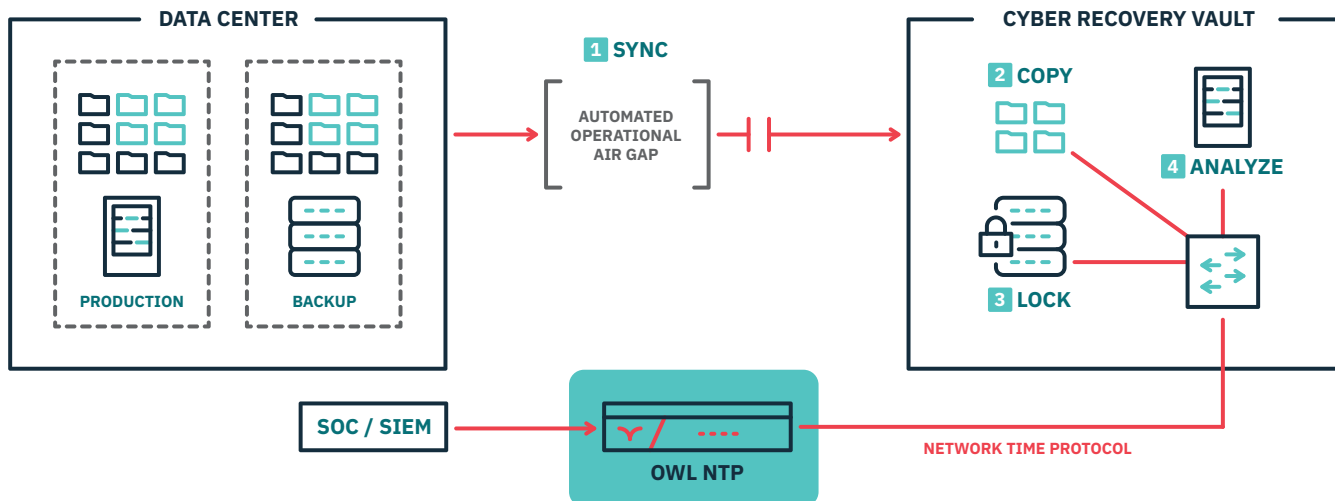 DATA CENTER
CYBER RECOVERY VAULT
1 SYNC
AUTOMATED
OPERATIONAL
AIR GAP
2 COPY
4 ANALYZE
3 LOCK
PRODUCTION
BACKUP
SOC / SIEM
OWL NTP
NETWORK TIME PROTOCOL